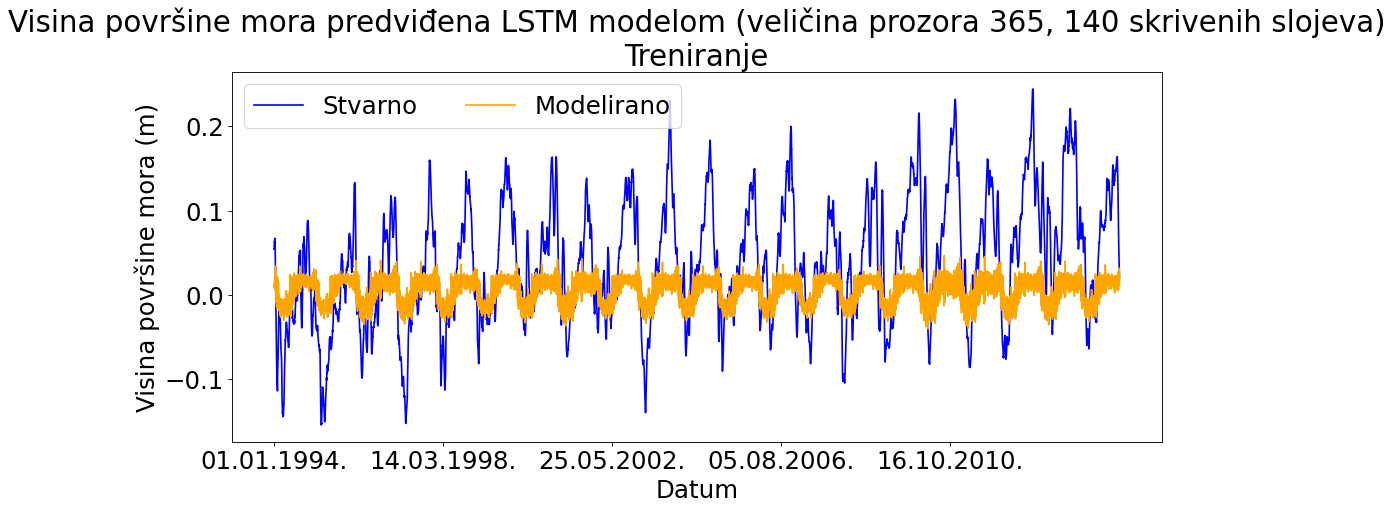 Visina površine mora predviđena LSTM modelom (veličina prozora 365, 140 skrivenih slojeva)
Treniranje
Stvarno
Modelirano
Visina površine mora (m)
0.2
0.1
0.0
−0.1
01.01.1994.
14.03.1998.
25.05.2002.
05.08.2006.
16.10.2010.
Datum